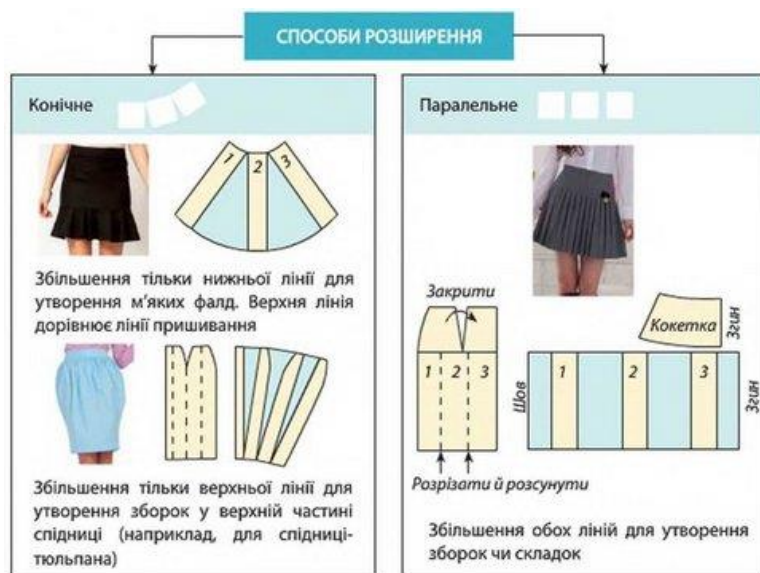 СПОСОБИ РОЗШИРЕННЯ
Конічне
1 2 3
Збільшення тільки нижньої лінії для
утворення м'яких фалд. Верхня лінія
дорівнює лінії пришивання
Збільшення тільки верхньої лінії для
утворення зборок у верхній частині
спідниці (наприклад, для спідниці-
тюльпана)
Паралельне
Закрити
1 2 3
Розрізати й розсунути
Кокетка
Згин
Шов
1 2 3
Згин
Збільшення обох ліній для утворення
зборок чи складок